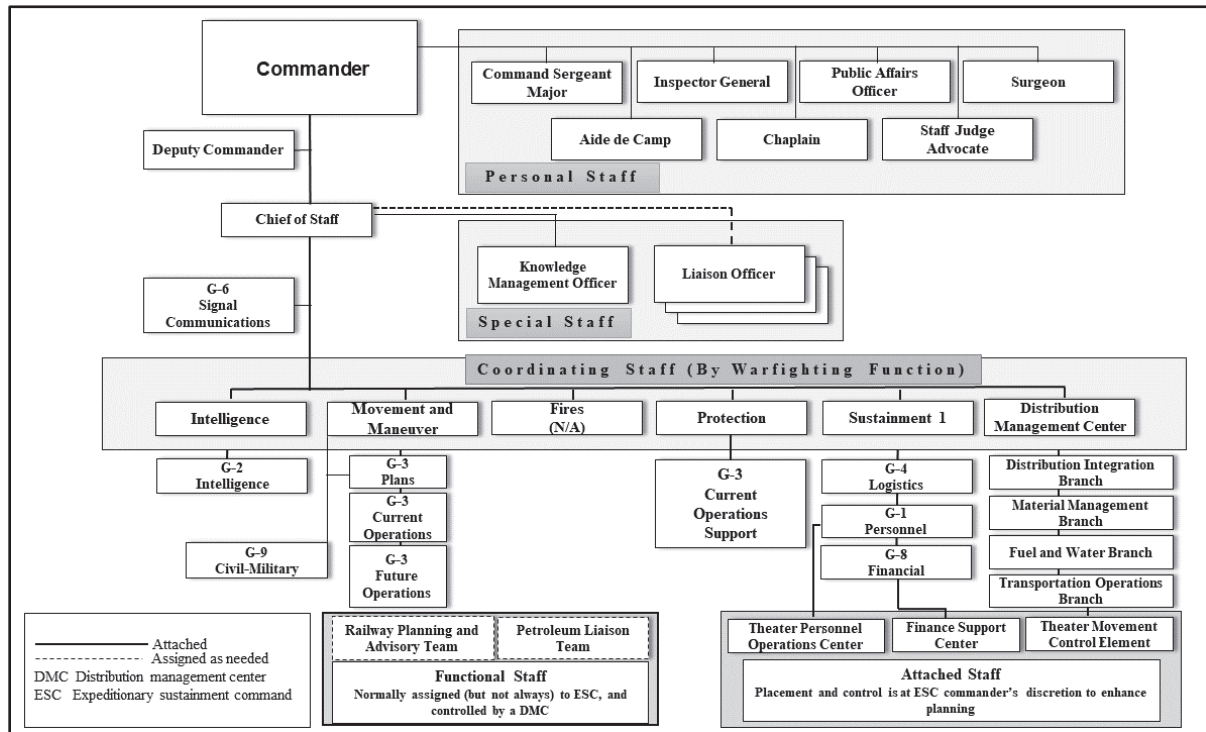 Commander
Command Sergeant
Major
Inspector General
Public Affairs
Officer
Surgeon
Aide de Camp
Chaplain
Staff Judge
Advocate
Personal Staff
Deputy Commander
Chief of Staff
Knowledge
Management Officer
Liaison Officer
Special Staff
G-6
Signal
Communications
Coordinating Staff (By Warfighting Function)
Intelligence
Movement and
Maneuver
Fires
(N/A)
Protection
Sustainment 1
Distribution
Management Center
G-2
Intelligence
G-9
Civil-Military
G-3
Plans
G-3
Current
Operations
G-3
Future
Operations
G-3
Current
Operations
Support
G-4
Logistics
G-1
Personnel
G-8
Financial
Distribution Integration
Branch
Material Management
Branch
Fuel and Water Branch
Transportation Operations
Branch
Attached
Assigned as needed
DMC Distribution management center
ESC Expeditionary sustainment command
Railway Planning and
Advisory Team
Petroleum Liaison
Team
Functional Staff
Normally assigned (but not always) to ESC, and
controlled by a DMC
Theater Personnel
Operations Center
Finance Support
Center
Theater Movement
Control Element
Attached Staff
Placement and control is at ESC commander's discretion to enhance
planning